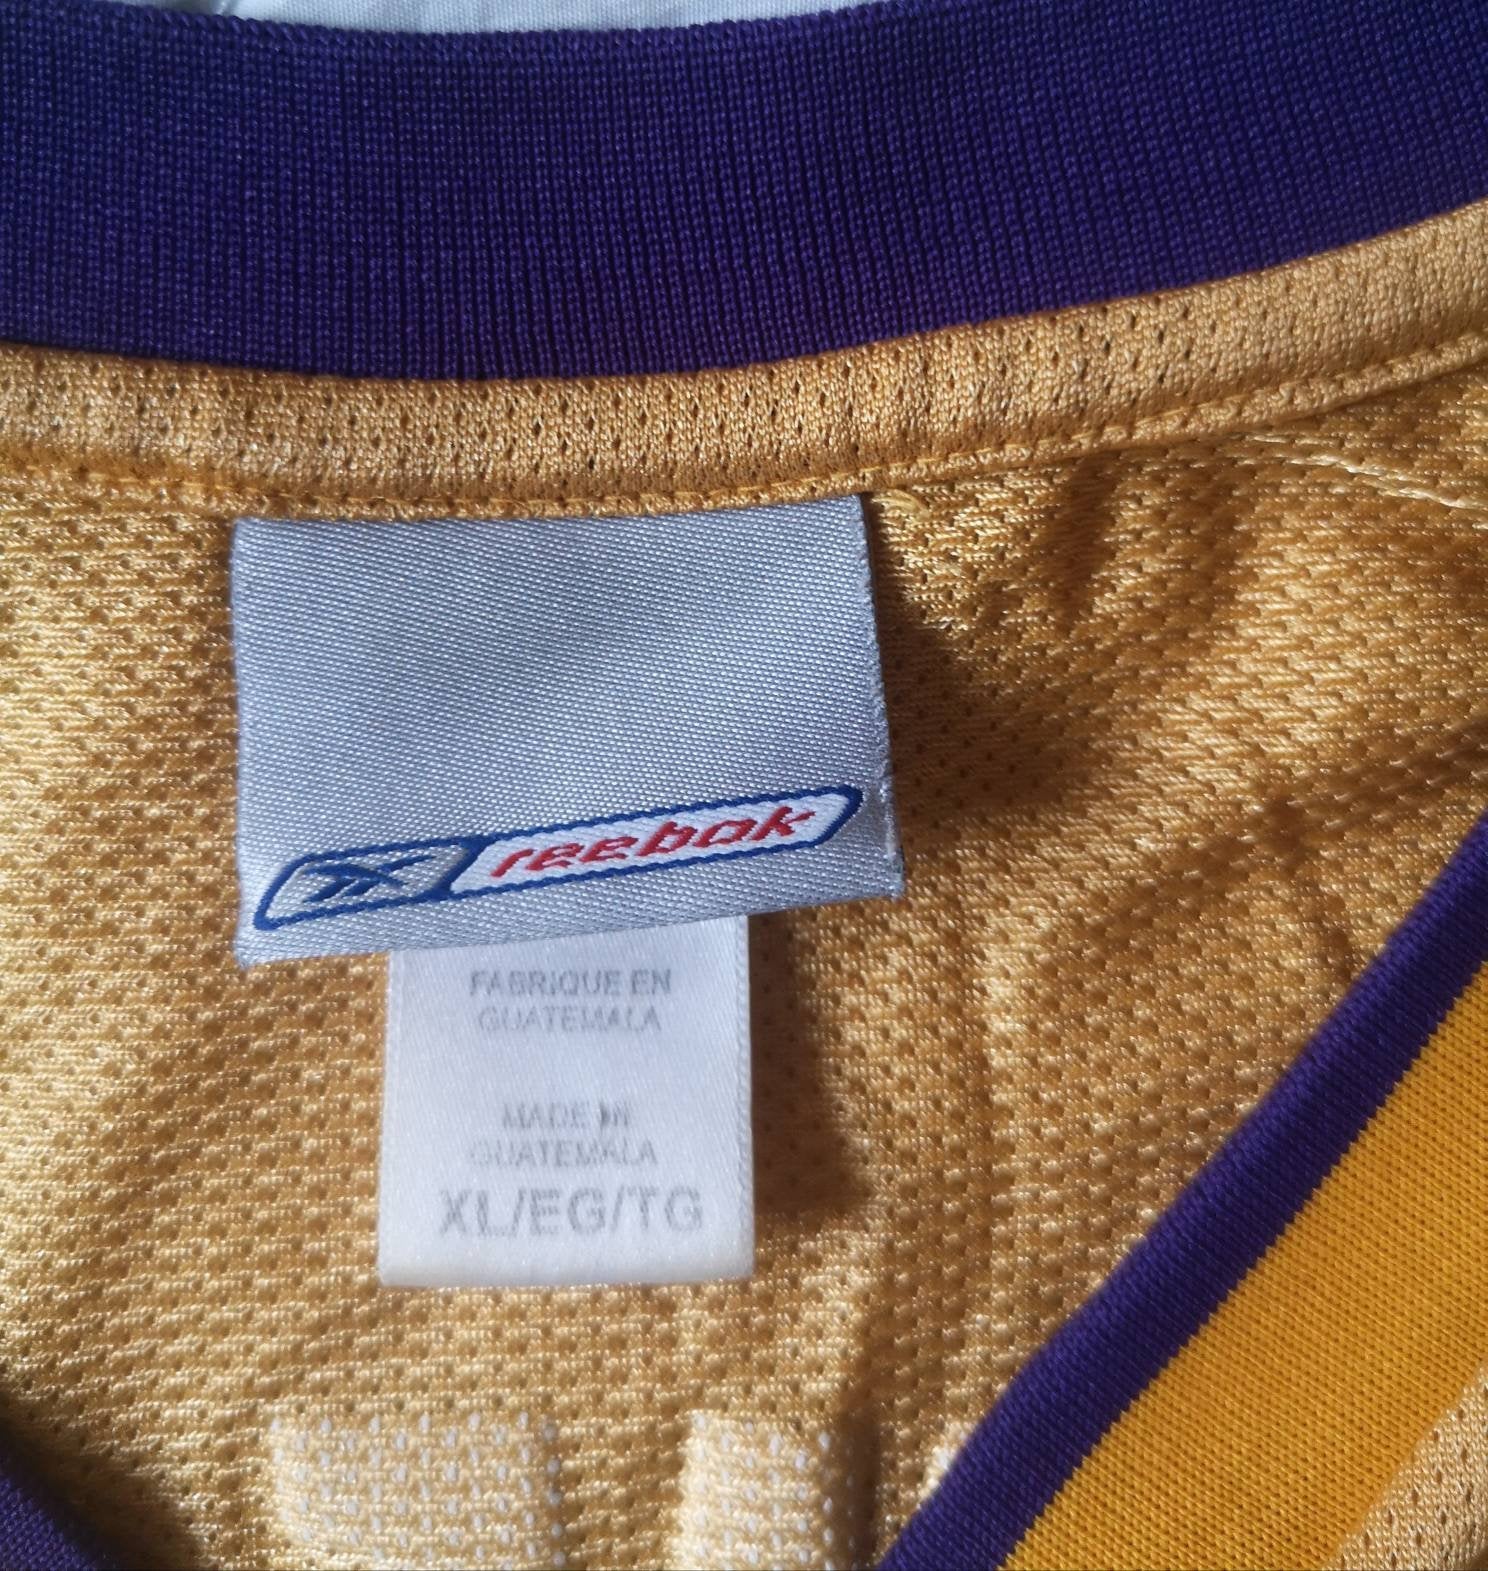 reebok
FABRIQUE EN
GUATEMALA
MADE IN
GUATEMALA
XL/EG/TG